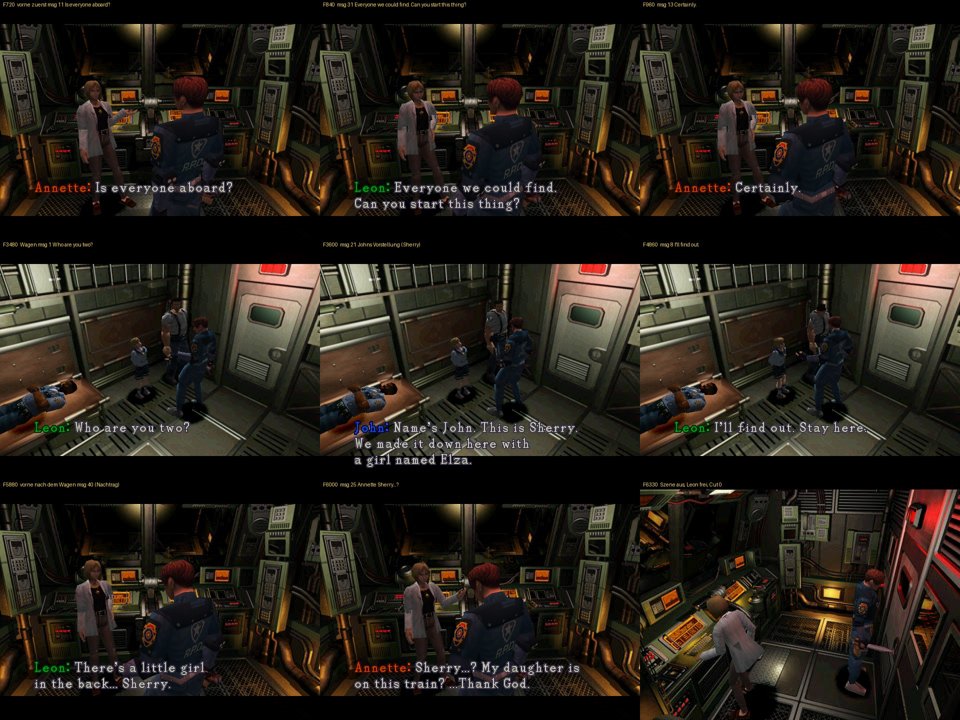 F720 vorne zuerst msg 11 Is everyone aboard?
F840 msg 31 Everyone we could find. Can you start this thing?
F960 msg 13 Certainly.
Annette: Is everyone aboard?
Leon: Everyone we could find.
Can you start this thing?
Annette: Certainly.
F3480 Wagen msg 1 Who are you two?
F3800 msg 21 Johns Vorstellung (Sherry)
F4860 msg 8 I'll find out.
Leon: Who are you two?
John: Name's John. This is Sherry.
We made it down here with
a girl named Elza.
Leon: I'll find out. Stay here.
F5880 vorne nach dem Wagen msg 40 (Nachtrag)
F6000 msg 25 Annette Sherry...?
F6330 Szene aus, Leon frei, Cut 0
Leon: There's a little girl
in the back... Sherry.
Annette: Sherry...? My daughter is
on this train? ...Thank God.
R.P.D.